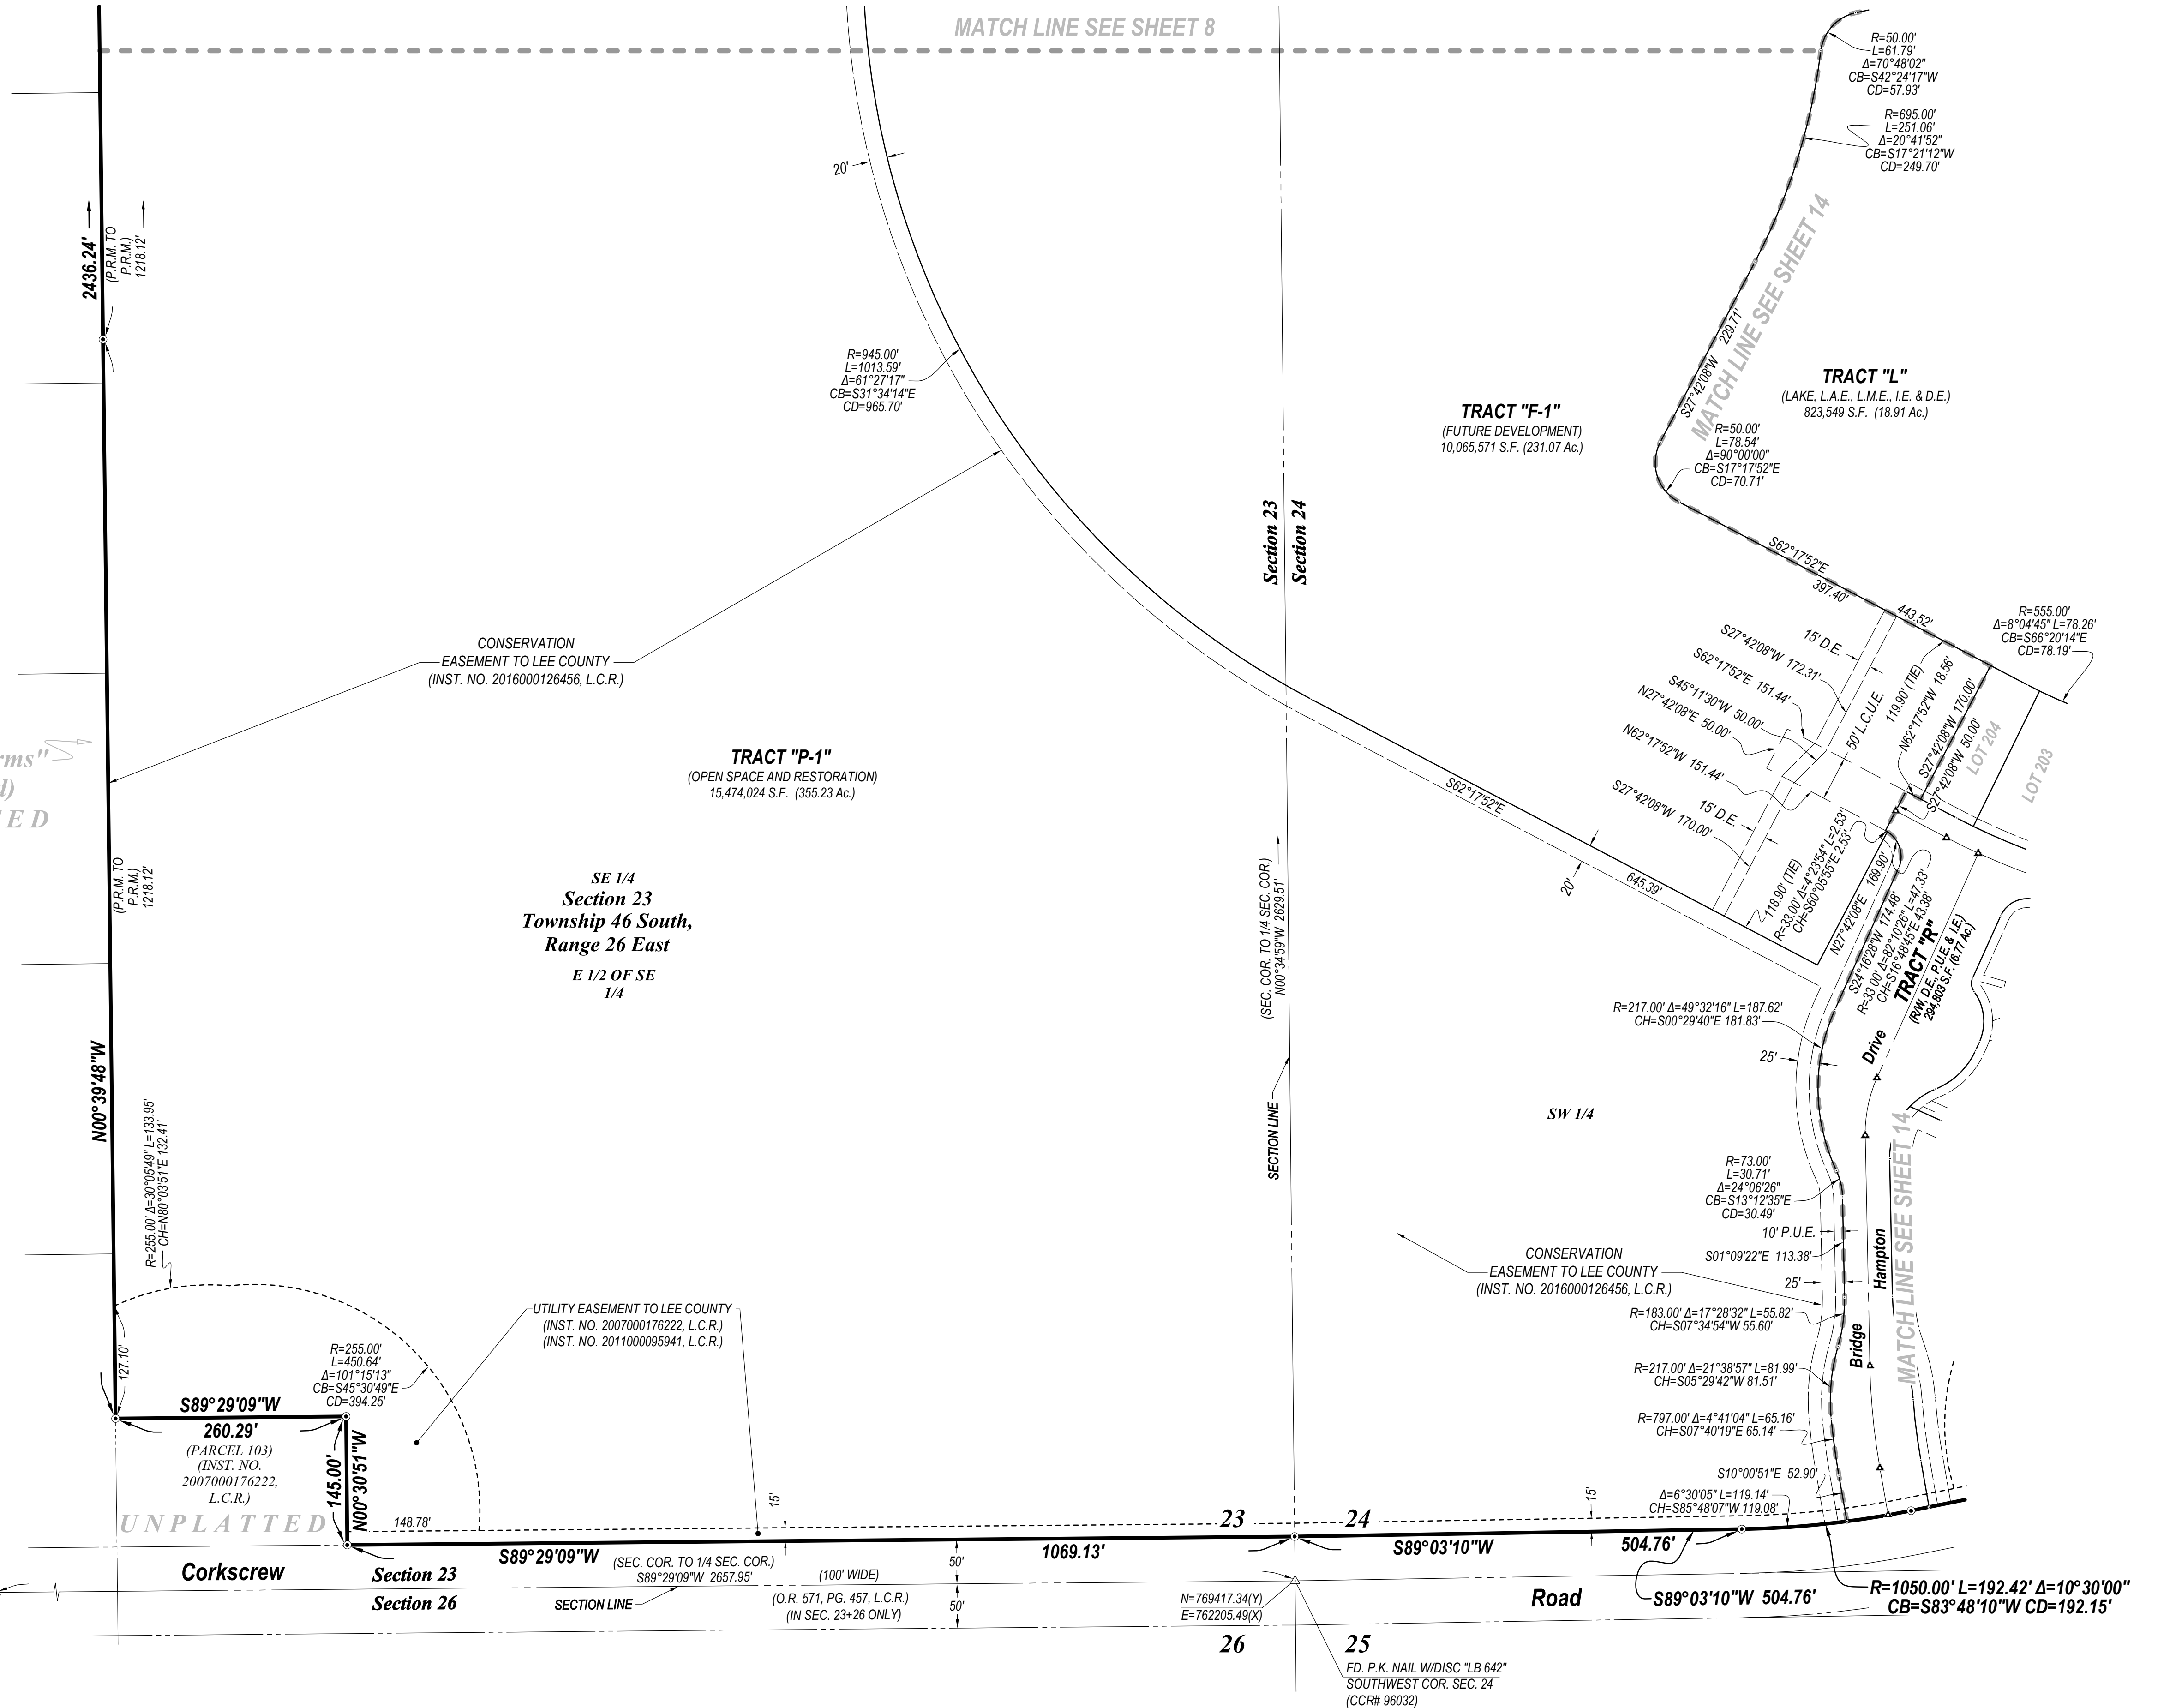 MATCH LINE SEE SHEET 8
R=50.00'
L=61.79'
Δ=70°48'02"
CB=S42°24'17"W
CD=57.93'
R=695.00'
L=251.06'
Δ=20°41'52"
CB=S17°21'12"W
CD=249.70'
20'
MATCH LINE SEE SHEET 14
2436.24'
(P.R.M. TO
P.R.M.)
1218.12'
S27°42'08"W 229.71'
R=945.00'
L=1013.59'
Δ=61°27'17"
CB=S31°34'14"E
CD=965.70'
TRACT "L"
(LAKE, L.A.E., L.M.E., I.E. & D.E.)
823,549 S.F. (18.91 Ac.)
TRACT "F-1"
(FUTURE DEVELOPMENT)
10,065,571 S.F. (231.07 Ac.)
R=50.00'
L=78.54'
Δ=90°00'00"
CB=S17°17'52"E
CD=70.71'
Section 23
Section 24
S62°17'52"E
397.40'
443.52'
R=555.00'
Δ=8°04'45" L=78.26'
CB=S66°20'14"E
CD=78.19'
CONSERVATION
EASEMENT TO LEE COUNTY
(INST. NO. 2016000126456, L.C.R.)
S27°42'08"W 172.31'
15' D.E.
S62°17'52"E 151.44'
S45°11'30"W 50.00'
N27°42'08"E 50.00'
N62°17'52"W 151.44'
S27°42'08"W 170.00'
15' D.E.
50' L.C.U.E.
119.90' (TIE)
N62°17'52"W 18.56'
S27°42'08"W 170.00'
S27°42'08"W 50.00'
LOT 204
LOT 203
rms"
d)
E D
TRACT "P-1"
(OPEN SPACE AND RESTORATION)
15,474,024 S.F. (355.23 Ac.)
S62°17'52"E
645.39'
20'
118.90' (TIE)
R=33.00' Δ=4°23'54" L=2.53'
CH=S60°05'55"E 2.53'
N27°42'08"E 169.90'
S24°16'28"W 174.48'
R=33.00' Δ=82°10'26" L=47.33'
CH=S16°48'45"E 43.38'
TRACT "R"
(R/W, D.E., P.U.E. & I.E.)
294,803 S.F. (6.77 Ac.)
(P.R.M. TO
P.R.M.)
1218.12'
SE 1/4
Section 23
Township 46 South,
Range 26 East
E 1/2 OF SE
1/4
(SEC. COR. TO 1/4 SEC. COR.)
N00°34'59"W 2629.51'
R=217.00' Δ=49°32'16" L=187.62'
CH=S00°29'40"E 181.83'
25'
Drive
N00°39'48"W
SECTION LINE
SW 1/4
R=255.00' Δ=30°05'49" L=133.95'
CH=N80°03'51"E 132.41'
R=73.00'
L=30.71'
Δ=24°06'26"
CB=S13°12'35"E
CD=30.49'
10' P.U.E.
S01°09'22"E 113.38'
25'
Hampton
MATCH LINE SEE SHEET 14
CONSERVATION
EASEMENT TO LEE COUNTY
(INST. NO. 2016000126456, L.C.R.)
UTILITY EASEMENT TO LEE COUNTY
(INST. NO. 2007000176222, L.C.R.)
(INST. NO. 2011000095941, L.C.R.)
R=183.00' Δ=17°28'32" L=55.82'
CH=S07°34'54"W 55.60'
Bridge
127.10'
R=255.00'
L=450.64'
Δ=101°15'13"
CB=S45°30'49"E
CD=394.25'
R=217.00' Δ=21°38'57" L=81.99'
CH=S05°29'42"W 81.51'
S89°29'09"W
260.29'
(PARCEL 103)
(INST. NO.
2007000176222,
L.C.R.)
145.00'
N00°30'51"W
R=797.00' Δ=4°41'04" L=65.16'
CH=S07°40'19"E 65.14'
S10°00'51"E 52.90'
Δ=6°30'05" L=119.14'
CH=S85°48'07"W 119.08'
UNPLATTED
148.78'
15'
23
24
15'
S89°29'09"W
1069.13'
S89°03'10"W
504.76'
Corkscrew
Section 23
(SEC. COR. TO 1/4 SEC. COR.)
S89°29'09"W 2657.95'
(100' WIDE)
50'
Section 26
SECTION LINE
(O.R. 571, PG. 457, L.C.R.)
(IN SEC. 23+26 ONLY)
50'
N=769417.34(Y)
E=762205.49(X)
Road
S89°03'10"W 504.76'
R=1050.00' L=192.42' Δ=10°30'00"
CB=S83°48'10"W CD=192.15'
26
25
FD. P.K. NAIL W/DISC "LB 642"
SOUTHWEST COR. SEC. 24
(CCR# 96032)